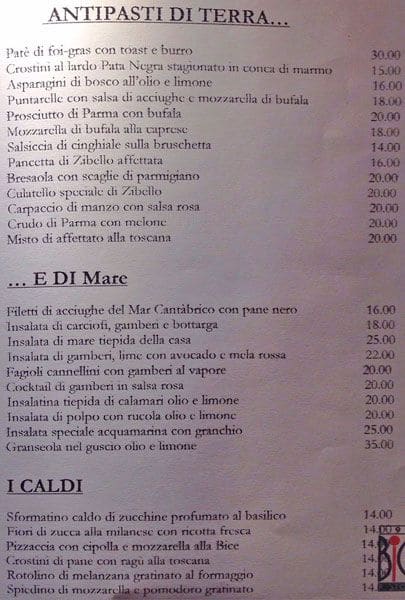 ANTIPASTI DI TERRA...
Patè di foi-gras con toast e burro 30.00
Crostini al lardo Pata Negra stagionato in conca di marmo 15.00
Asparagini di bosco all'olio e limone 16.00
Puntarelle con salsa di acciughe e mozzarella di bufala 18.00
Prosciutto di Parma con bufala 20.00
Mozzarella di bufala alla caprese 18.00
Salsiccia di cinghiale sulla bruschetta 14.00
Pancetta di Zibello affettata 16.00
Bresaola con scaglie di parmigiano 20.00
Culatello speciale di Zibello 20.00
Carpaccio di manzo con salsa rosa 20.00
Crudo di Parma con melone 20.00
Misto di affettato alla toscana 20.00
... E DI Mare
Filetti di acciughe del Mar Cantàbrico con pane nero 16.00
Insalata di carciofi, gamberi e bottarga 18.00
Insalata di mare tiepida della casa 25.00
Insalata di gamberi, lime con avocado e mela rossa 22.00
Fagioli cannellini con gamberi al vapore 20.00
Cocktail di gamberi in salsa rosa 20.00
Insalatina tiepida di calamari olio e limone 20.00
Insalata di polpo con rucola olio e limone 20.00
Insalata speciale acquamarina con granchio 25.00
Granseola nel guscio olio e limone 35.00
I CALDI
Sformatino caldo di zucchine profumato al basilico 14.00
Fiori di zucca alla milanese con ricotta fresca 14.00
Pizzaccia con cipolla e mozzarella alla Bice 14.
Crostini di pane con ragù alla toscana 14.
Rotolino di melanzana gratinato al formaggio 14.
Spiedino di mozzarella e pomodoro gratinato 14.